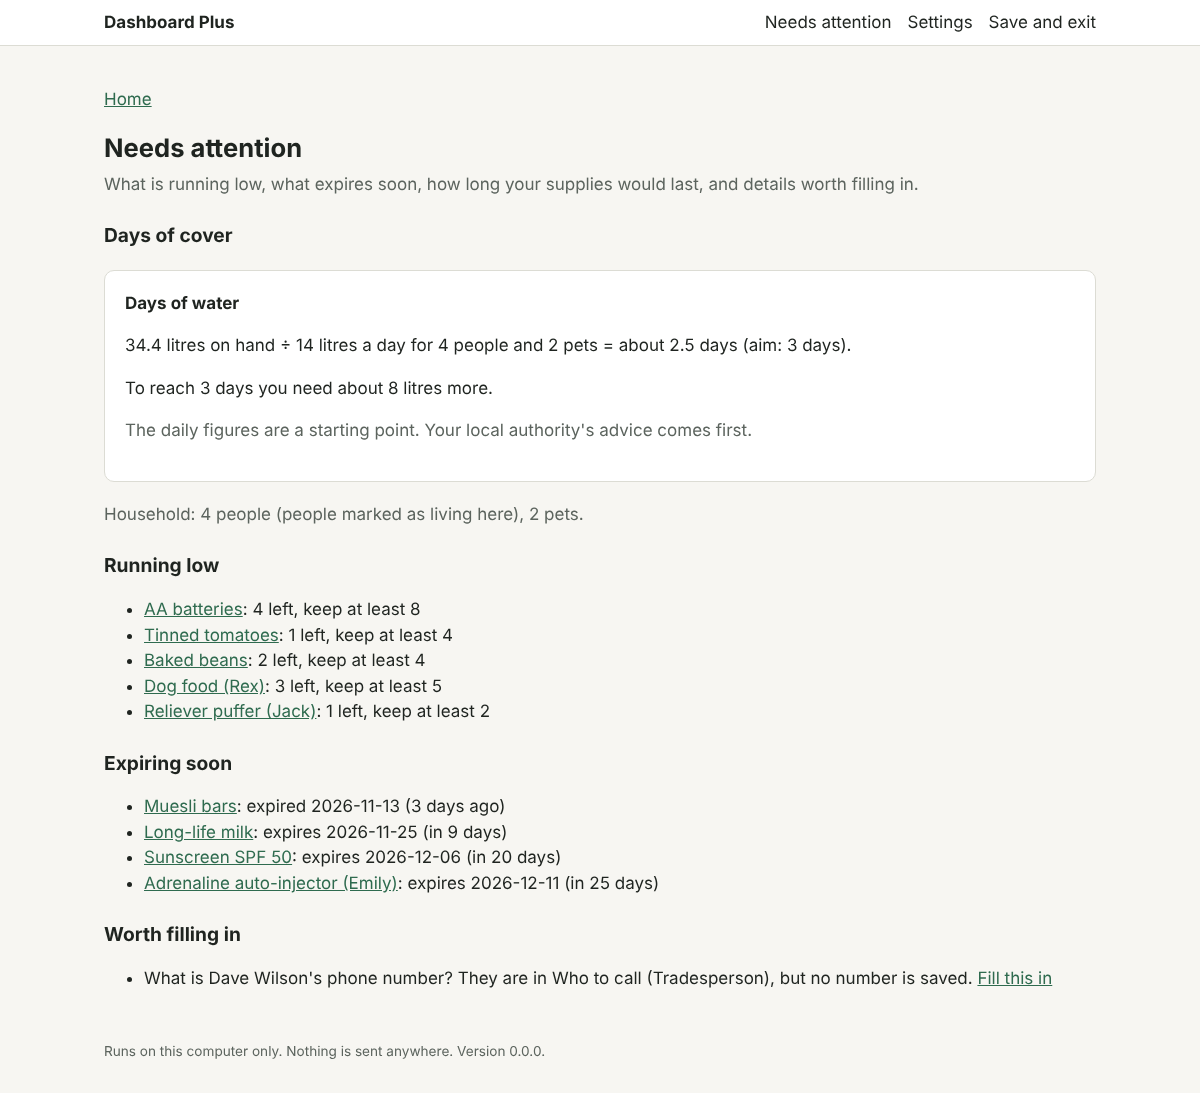 Dashboard Plus
Needs attention Settings Save and exit
Home
Needs attention
What is running low, what expires soon, how long your supplies would last, and details worth filling in.
Days of cover
Days of water
34.4 litres on hand ÷ 14 litres a day for 4 people and 2 pets = about 2.5 days (aim: 3 days).
To reach 3 days you need about 8 litres more.
The daily figures are a starting point. Your local authority's advice comes first.
Household: 4 people (people marked as living here), 2 pets.
Running low
• AA batteries: 4 left, keep at least 8
• Tinned tomatoes: 1 left, keep at least 4
• Baked beans: 2 left, keep at least 4
• Dog food (Rex): 3 left, keep at least 5
• Reliever puffer (Jack): 1 left, keep at least 2
Expiring soon
• Muesli bars: expired 2026-11-13 (3 days ago)
• Long-life milk: expires 2026-11-25 (in 9 days)
• Sunscreen SPF 50: expires 2026-12-06 (in 20 days)
• Adrenaline auto-injector (Emily): expires 2026-12-11 (in 25 days)
Worth filling in
• What is Dave Wilson's phone number? They are in Who to call (Tradesperson), but no number is saved. Fill this in
Runs on this computer only. Nothing is sent anywhere. Version 0.0.0.